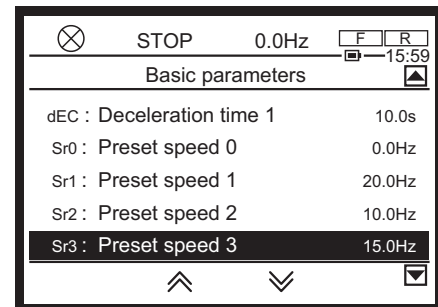 STOP 0.0Hz F R
15:59
Basic parameters
dEC : Deceleration time 1 10.0s
Sr0 : Preset speed 0 0.0Hz
Sr1 : Preset speed 1 20.0Hz
Sr2 : Preset speed 2 10.0Hz
Sr3 : Preset speed 3 15.0Hz